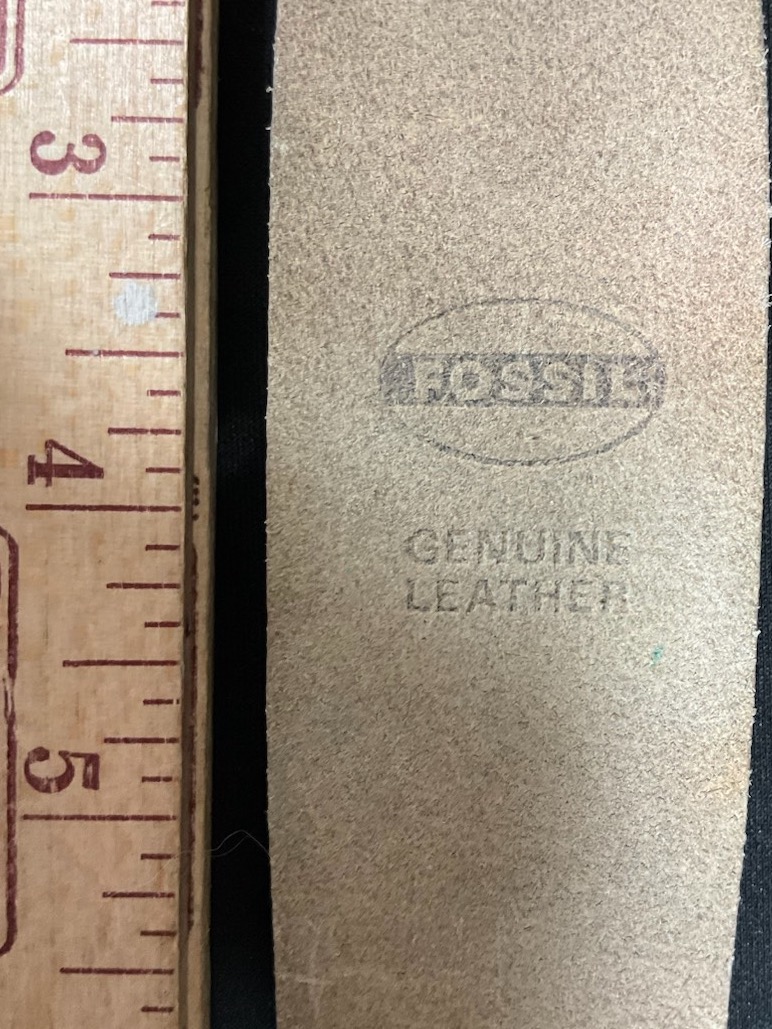 3
4
5
FOSSIL
GENUINE
LEATHER